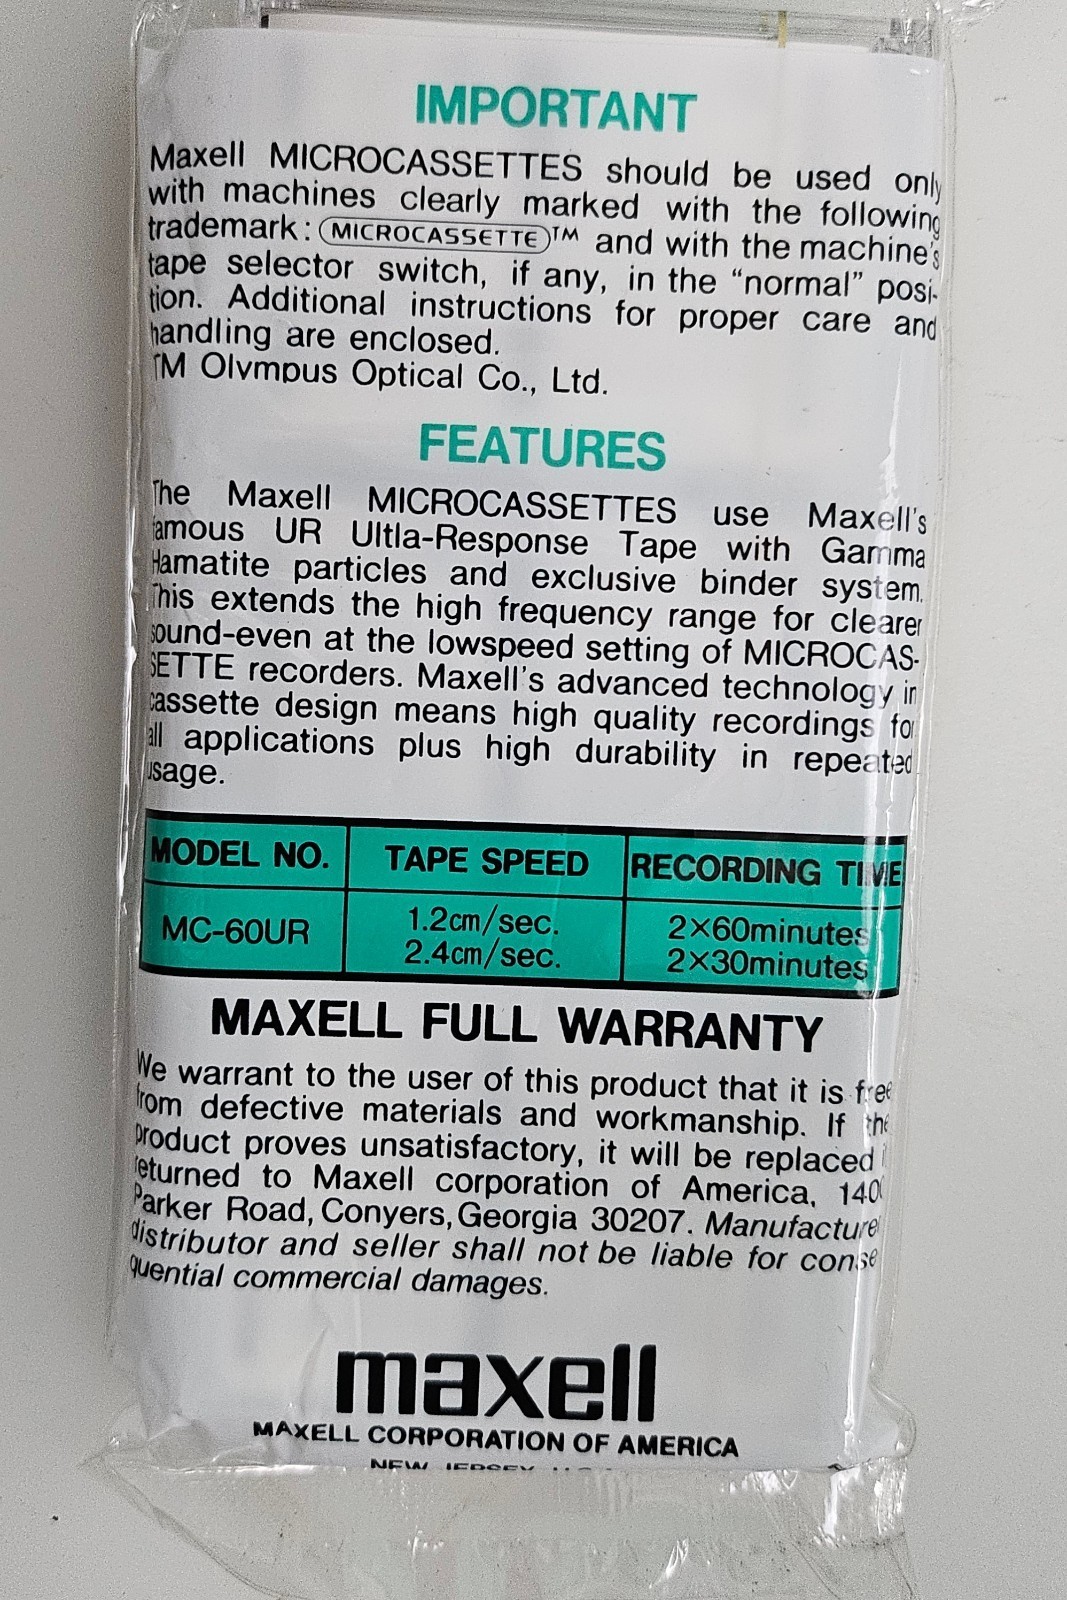 IMPORTANT
Maxell MICROCASSETTES should be used only
with machines clearly marked with the following
trademark: MICROCASSETTE™ and with the machine's
tape selector switch, if any, in the “normal” posi-
tion. Additional instructions for proper care and
handling are enclosed.
TM Olympus Optical Co., Ltd.
FEATURES
The Maxell MICROCASSETTES use Maxell's
famous UR Ultla-Response Tape with Gamma
Hamatite particles and exclusive binder system.
This extends the high frequency range for clearer
sound-even at the lowspeed setting of MICROCAS-
SETTE recorders. Maxell's advanced technology in
cassette design means high quality recordings for
all applications plus high durability in repeated
usage.
MODEL NO. TAPE SPEED RECORDING TIME
MC-60UR 1.2cm/sec. 2×60minutes
2.4cm/sec. 2×30minutes
MAXELL FULL WARRANTY
We warrant to the user of this product that it is free
from defective materials and workmanship. If the
product proves unsatisfactory, it will be replaced
returned to Maxell corporation of America, 1400
Parker Road, Conyers, Georgia 30207. Manufacturer
distributor and seller shall not be liable for conse
quential commercial damages.
maxell
MAXELL CORPORATION OF AMERICA
NEW JERSEY